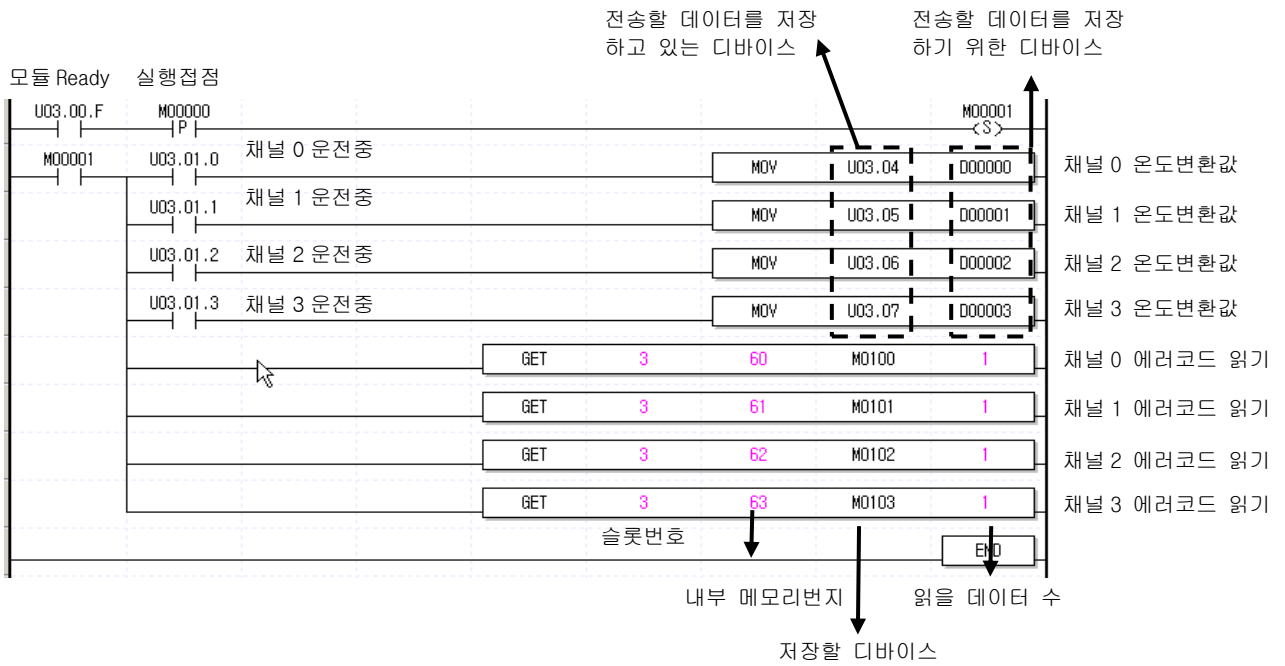 전송할 데이터를 저장
하고 있는 디바이스
전송할 데이터를 저장
하기 위한 디바이스
모듈 Ready 실행접점
U03.00.F M00000 M00001
P S
M00001 U03.01.0 채널 0 운전중 MOV U03.04 D00000 채널 0 온도변환값
U03.01.1 채널 1 운전중 MOV U03.05 D00001 채널 1 온도변환값
U03.01.2 채널 2 운전중 MOV U03.06 D00002 채널 2 온도변환값
U03.01.3 채널 3 운전중 MOV U03.07 D00003 채널 3 온도변환값
GET 3 60 M0100 1 채널 0 에러코드 읽기
GET 3 61 M0101 1 채널 1 에러코드 읽기
GET 3 62 M0102 1 채널 2 에러코드 읽기
GET 3 63 M0103 1 채널 3 에러코드 읽기
슬롯번호 END
내부 메모리번지 읽을 데이터 수
저장할 디바이스